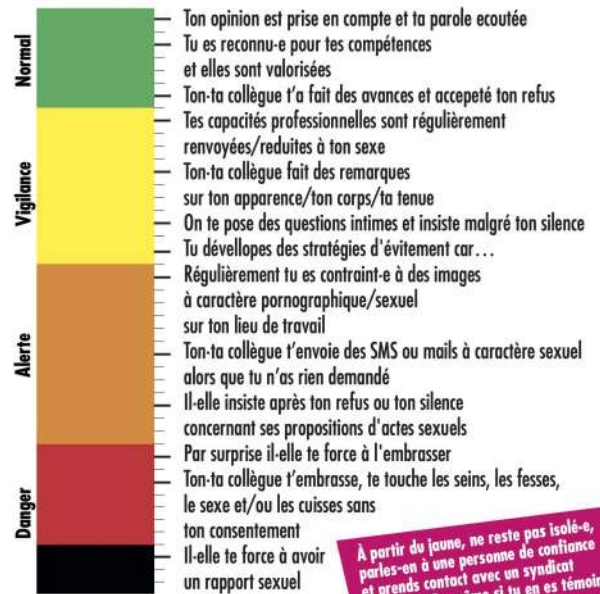 Normal
Ton opinion est prise en compte et ta parole ecoutée
Tu es reconnu-e pour tes compétences
et elles sont valorisées
Ton·ta collègue t'a fait des avances et accepeté ton refus
Vigilance
Tes capacités professionnelles sont régulièrement
renvoyées/reduites à ton sexe
Ton·ta collègue fait des remarques
sur ton apparence/ton corps/ta tenue
On te pose des questions intimes et insiste malgré ton silence
Tu dévellopes des stratégies d'évitement car…
Alerte
Régulièrement tu es contraint-e à des images
à caractère pornographique/sexuel
sur ton lieu de travail
Ton·ta collègue t'envoie des SMS ou mails à caractère sexuel
alors que tu n'as rien demandé
Il-elle insiste après ton refus ou ton silence
concernant ses propositions d'actes sexuels
Danger
Par surprise il-elle te force à l'embrasser
Ton·ta collègue t'embrasse, te touche les seins, les fesses,
le sexe et/ou les cuisses sans
ton consentement
Il-elle te force à avoir
un rapport sexuel
À partir du jaune, ne reste pas isolé-e,
parles-en à une personne de confiance
et prends contact avec un syndicat
si tu en es témoin